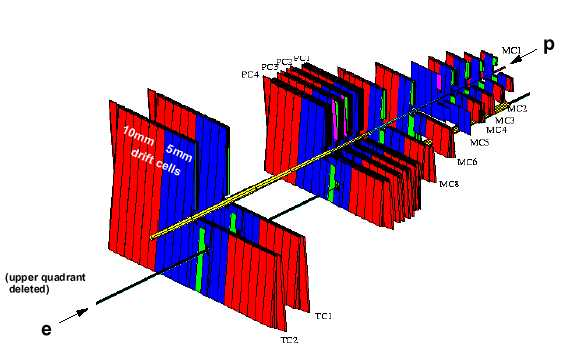 MC1
p
PC1
PC2
PC3
PC4
10mm 5mm
drift cells
MC2
MC3
MC4
MC5
MC6
MC8
(upper quadrant
deleted)
e
TC1
TC2